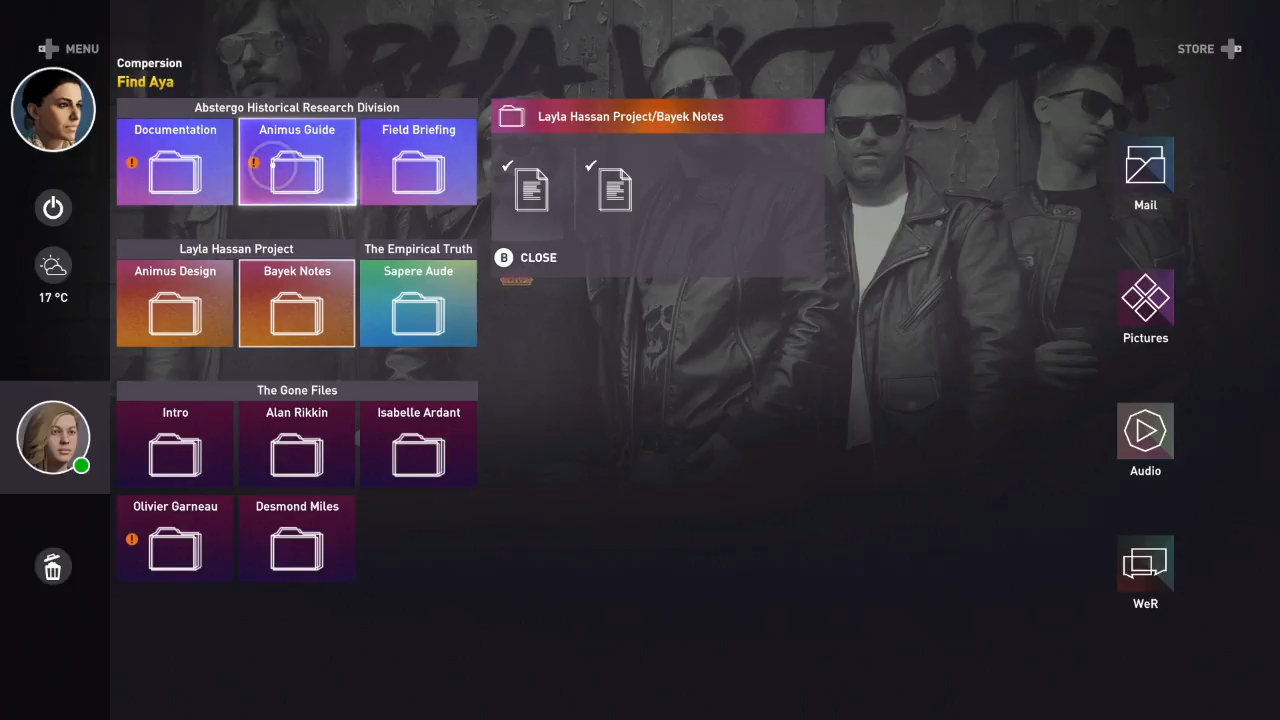 MENU
STORE
Compersion
Find Aya
Abstergo Historical Research Division
Documentation
Animus Guide
Field Briefing
Layla Hassan Project/Bayek Notes
B CLOSE
Layla Hassan Project
The Empirical Truth
Animus Design
Bayek Notes
Sapere Aude
17 °C
The Gone Files
Intro
Alan Rikkin
Isabelle Ardant
Olivier Garneau
Desmond Miles
Mail
Pictures
Audio
WeR